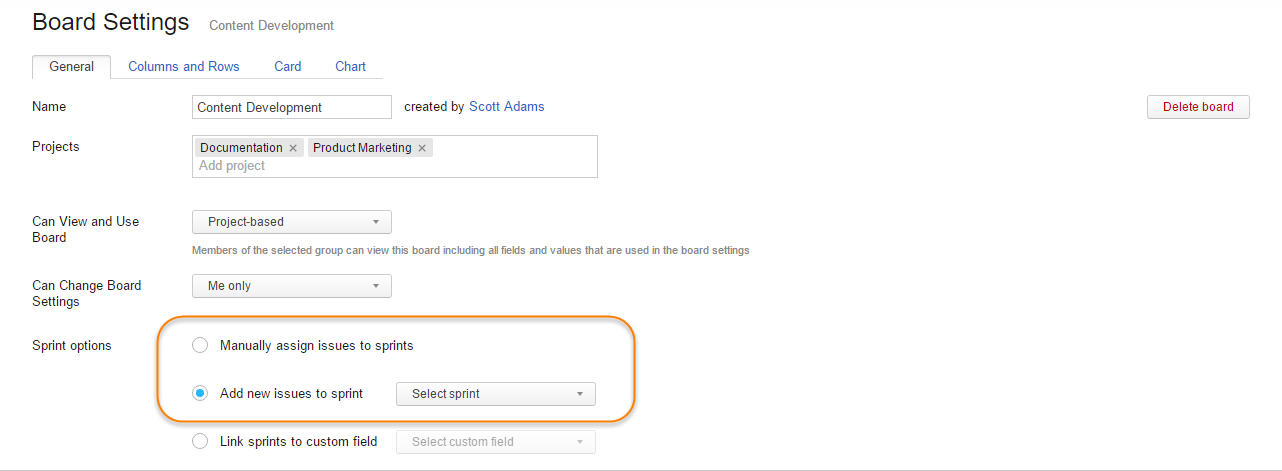 Board Settings Content Development
General Columns and Rows Card Chart
Name Content Development created by Scott Adams Delete board
Projects Documentation × Product Marketing ×
Add project
Can View and Use Board Project-based
Members of the selected group can view this board including all fields and values that are used in the board settings
Can Change Board Settings Me only
Sprint options Manually assign issues to sprints
Add new issues to sprint Select sprint
Link sprints to custom field Select custom field